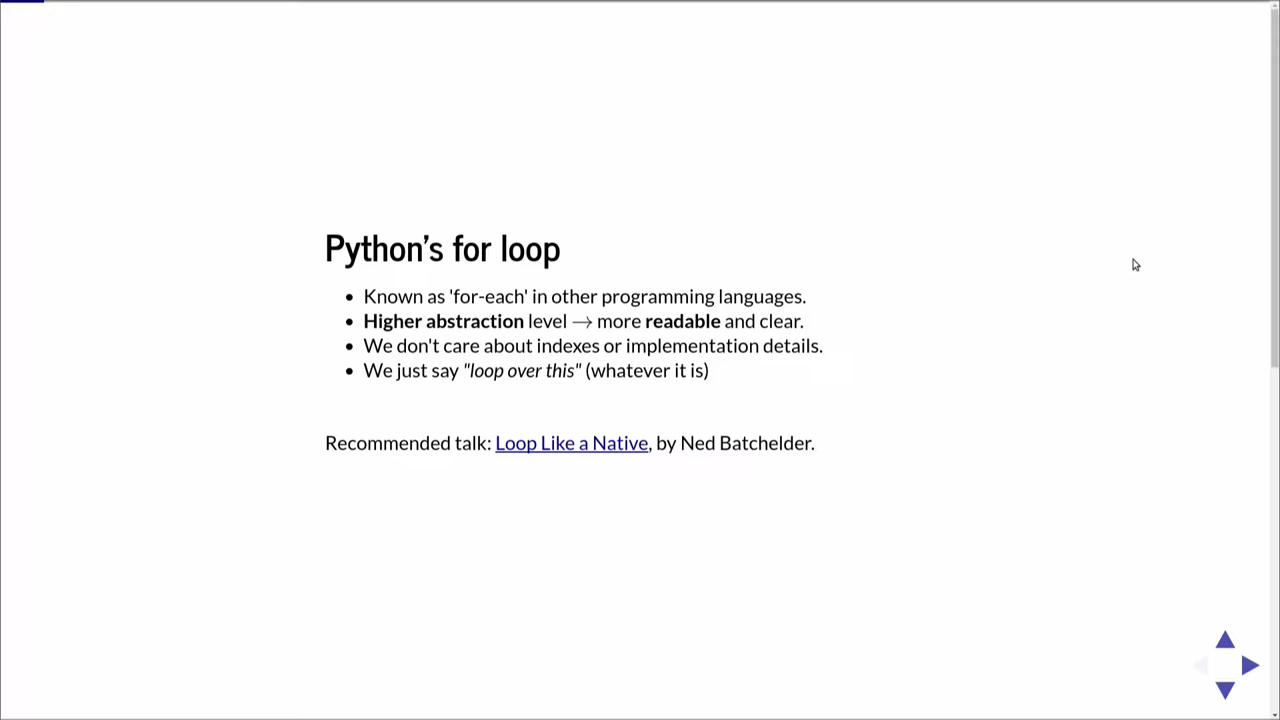 Python's for loop
• Known as 'for-each' in other programming languages.
• Higher abstraction level → more readable and clear.
• We don't care about indexes or implementation details.
• We just say "loop over this" (whatever it is)
Recommended talk: Loop Like a Native, by Ned Batchelder.